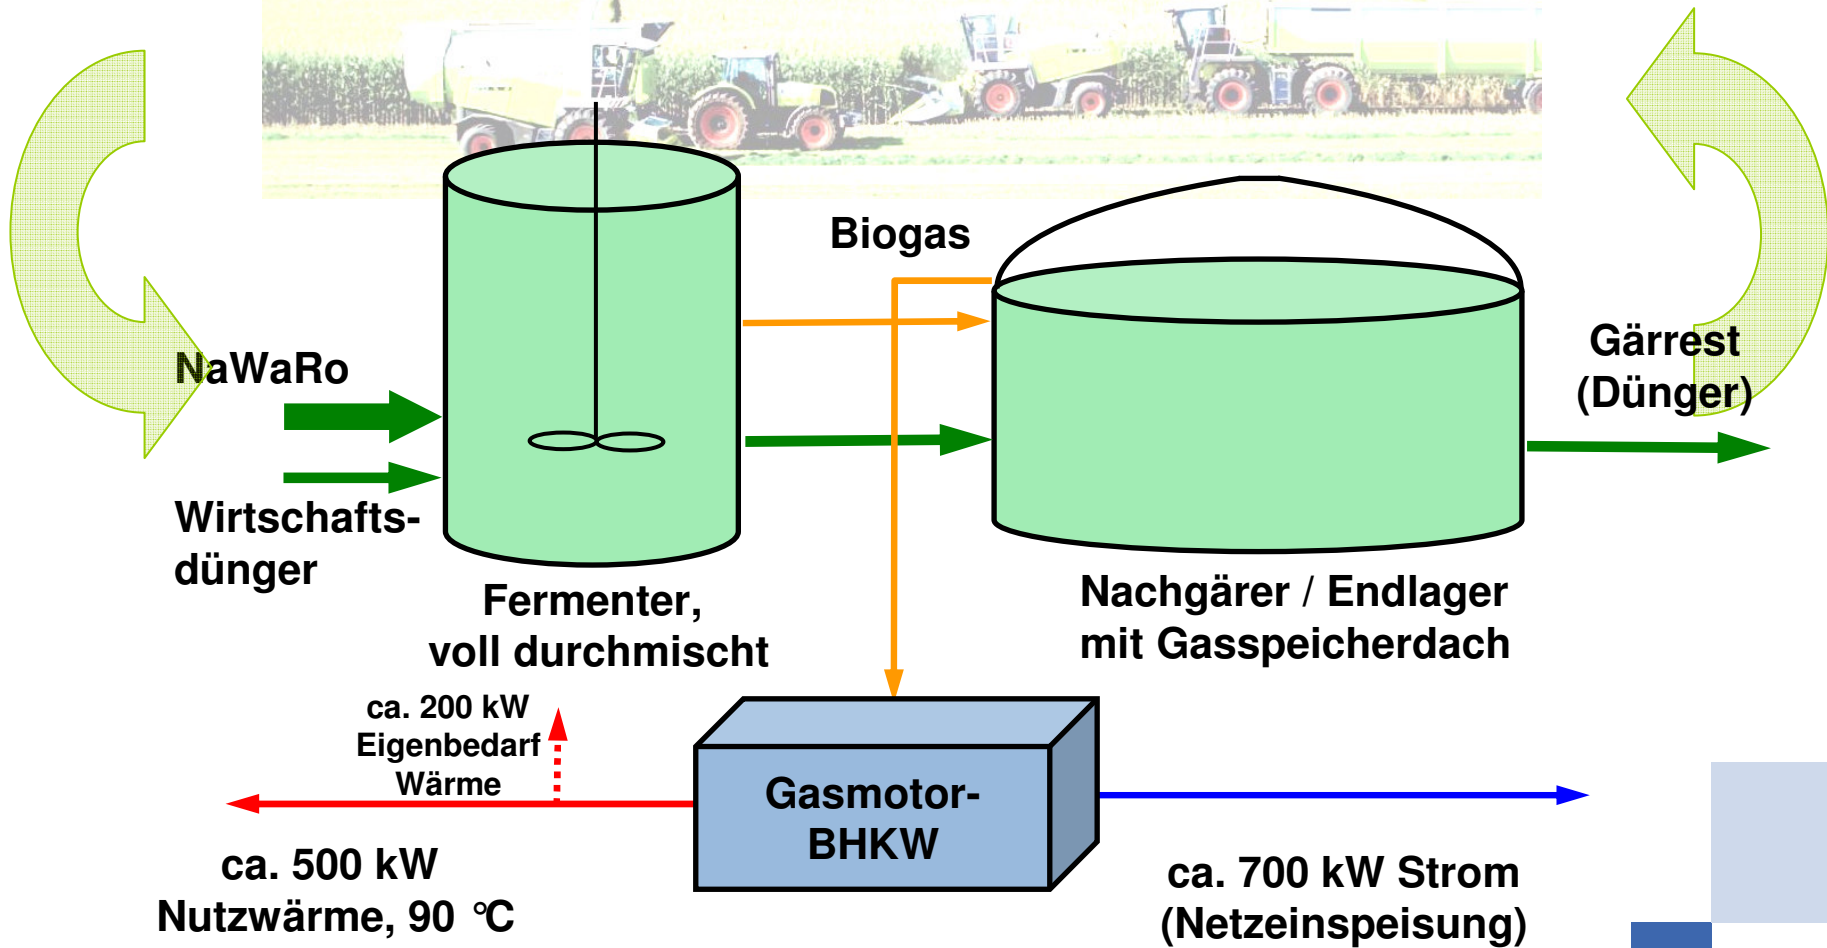 Biogas
NaWaRo
Wirtschafts-
dünger
Gärrest
(Dünger)
Fermenter,
voll durchmischt
Nachgärer / Endlager
mit Gasspeicherdach
ca. 200 kW
Eigenbedarf
Wärme
Gasmotor-
BHKW
ca. 500 kW
Nutzwärme, 90 °C
ca. 700 kW Strom
(Netzeinspeisung)